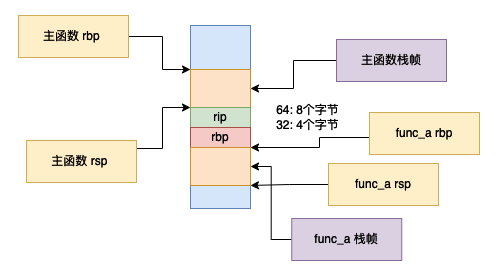 主函数 rbp
主函数栈帧
rip
64: 8个字节
32: 4个字节
rbp
func_a rbp
主函数 rsp
func_a rsp
func_a 栈帧